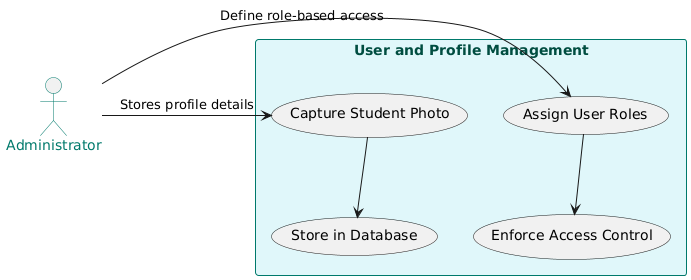 Define role-based access
User and Profile Management
Stores profile details
Capture Student Photo
Assign User Roles
Administrator
Store in Database
Enforce Access Control